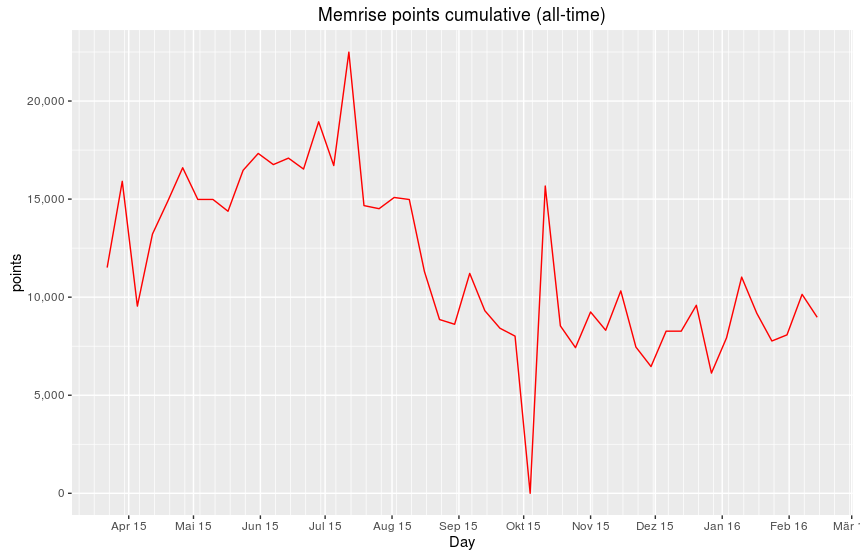 Memrise points cumulative (all-time)
points
20,000
15,000
10,000
5,000
0
Apr 15 Mai 15 Jun 15 Jul 15 Aug 15 Sep 15 Okt 15 Nov 15 Dez 15 Jan 16 Feb 16 Mär 1
Day